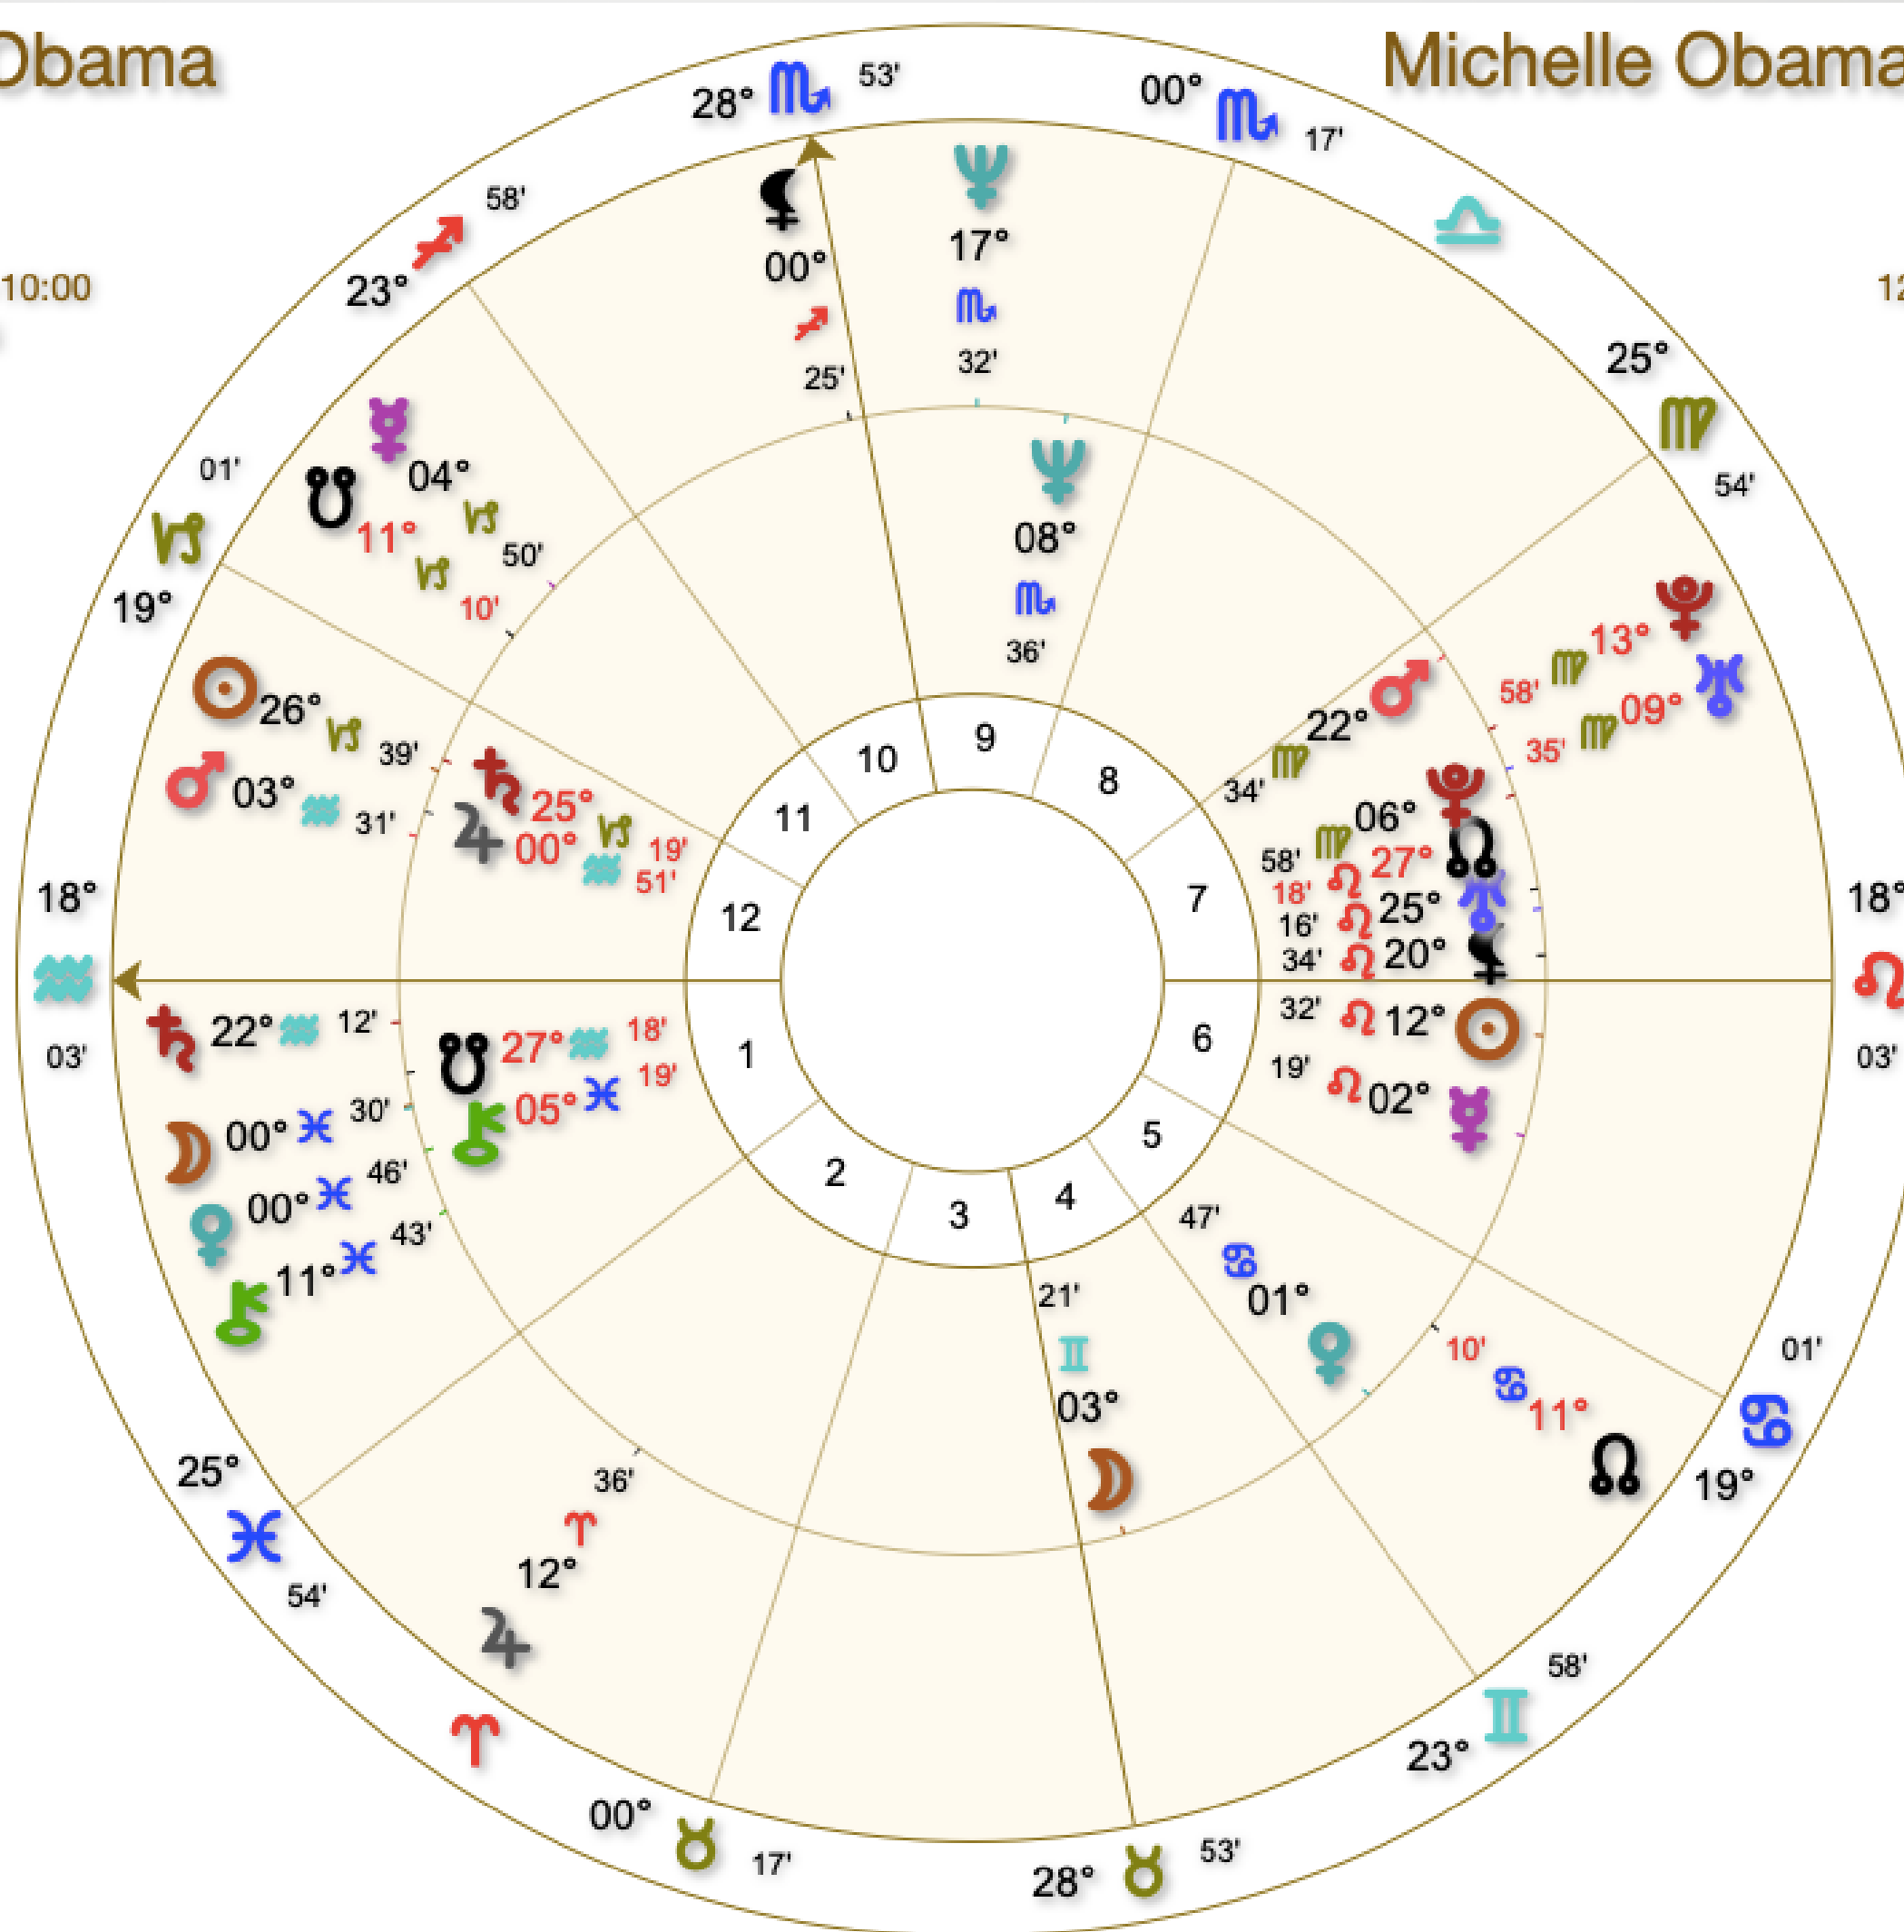 Obama
Michelle Obama
10:00
12
28° ♏ 53'
00° ♏ 17'
♎
25° ♍ 54'
18° ♌ 03'
01' ♋ 19°
58' ♊ 23°
28° ♉ 53'
00° ♉ 17'
♈
25° ♓ 54'
18° ♒ 03'
01' ♑ 19°
23° ♐ 58'
⚸ 00° ♐ 25'
♆ 17° ♏ 32'
♆ 08° ♏ 36'
☿ 04° ♑ 50'
☋ 11° ♑ 10'
☉ 26° ♑ 39'
♂ 03° ♒ 31'
♄ 25° ♑ 19'
♃ 00° ♒ 51'
♄ 22° ♒ 12'
☽ 00° ♓ 30'
♀ 00° ♓ 46'
⚷ 11° ♓ 43'
☋ 27° ♒ 18'
⚷ 05° ♓ 19'
36' ♈ 12° ♃
21' ♊ 03° ☽
47' ♋ 01° ♀
10' ♋ 11° ☊
58' ♍ 13° ♇
35' ♍ 09° ♅
34' ♍ 22° ♂
58' ♍ 06° ♇
18' ♌ 27° ☊
16' ♌ 25° ♅
34' ♌ 20° ⚸
32' ♌ 12° ☉
19' ♌ 02° ☿
1
2
3
4
5
6
7
8
9
10
11
12